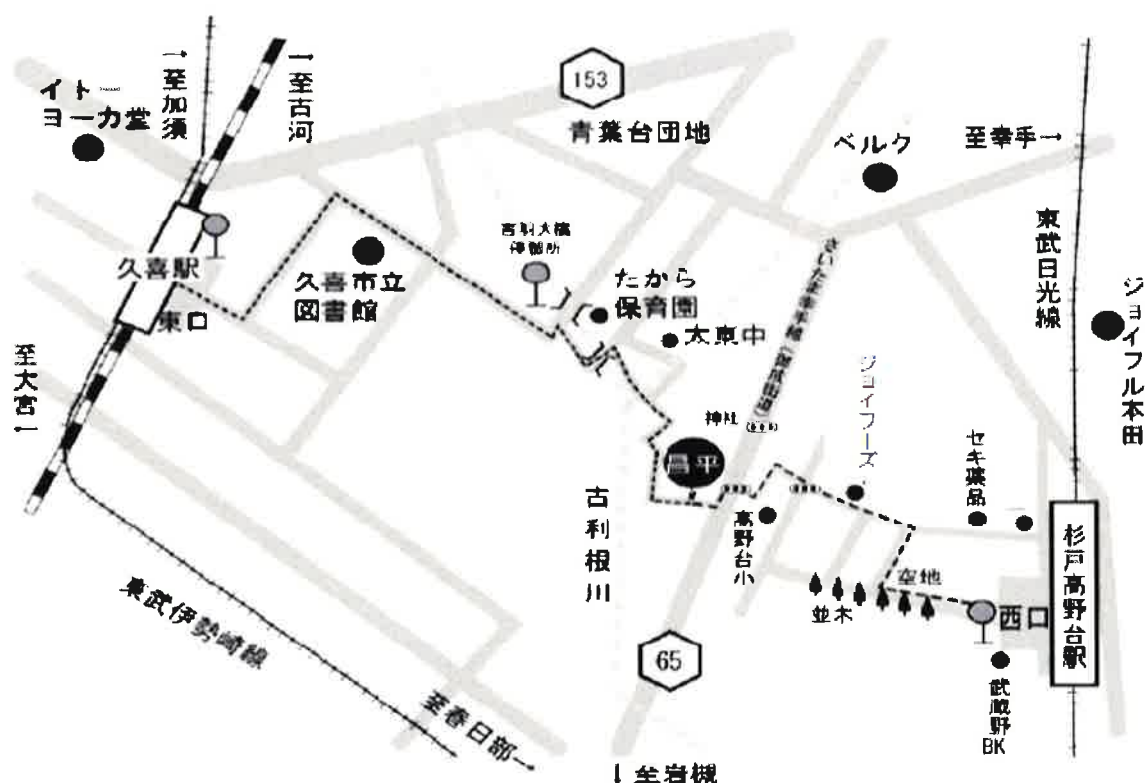 イトー
ヨーカ堂
↑至加須
↑至古河
153
青葉台団地
ベルク
至幸手→
東武日光線
ジョイフル本田
久喜駅
東口
久喜市立
図書館
停留所
たから
保育園
大東中
神社
昌平
ジョイフーズ
セキ薬品
至大宮↓
古利根川
高野台小
空地
並木
西口
杉戸高野台駅
東武伊勢崎線
65
武蔵野BK
至春日部→
↓至岩槻